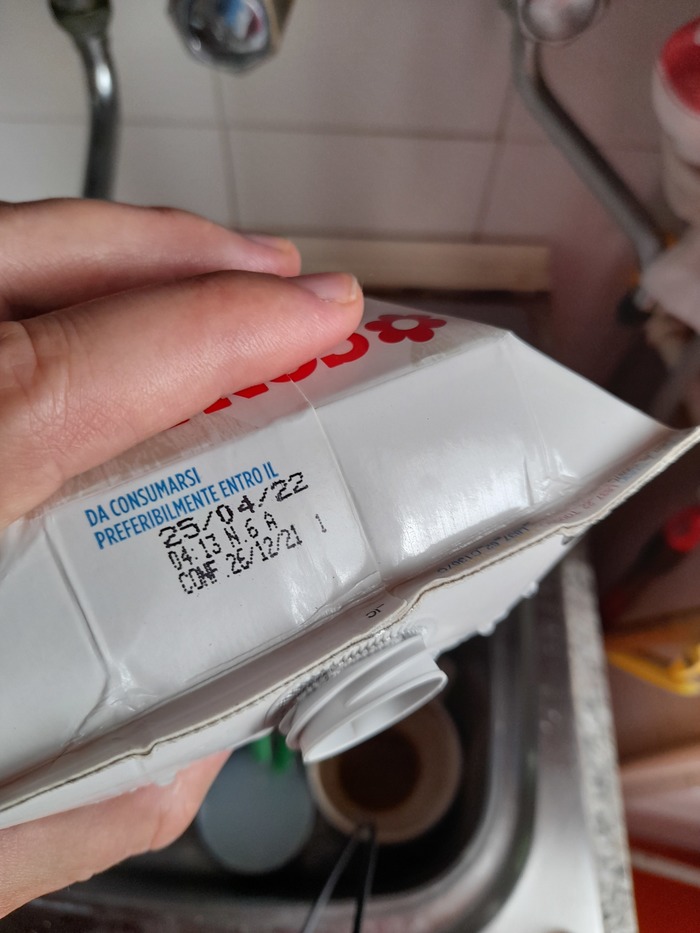 DA CONSUMARSI
PREFERIBILMENTE ENTRO IL
25/04/22
04:13 N.6 A 1
CONF.26/12/21